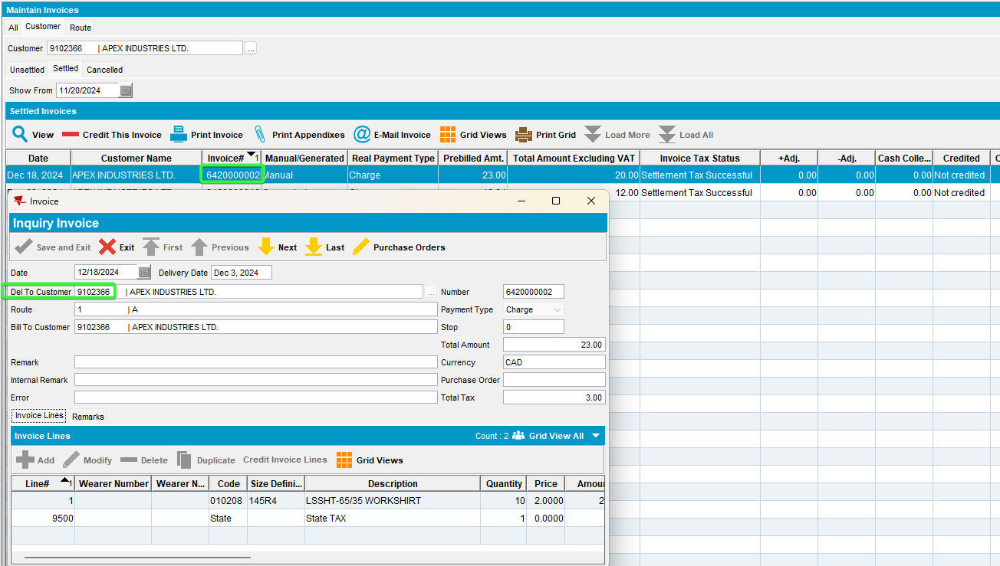 Maintain Invoices
All Customer Route
Customer 9102366 | APEX INDUSTRIES LTD. ...
Unsettled Settled Cancelled
Show From 11/20/2024 16
Settled Invoices
View Credit This Invoice Print Invoice Print Appendixes @ E-Mail Invoice Grid Views Print Grid Load More Load All
Date Customer Name Invoice# 1 Manual/Generated Real Payment Type Prebilled Amt. Total Amount Excluding VAT Invoice Tax Status +Adj. -Adj. Cash Colle... Credited
Dec 18, 2024 APEX INDUSTRIES LTD. 6420000002 Manual Charge 23.00 20.00 Settlement Tax Successful 0.00 0.00 0.00 Not credited
12.00 Settlement Tax Successful 0.00 0.00 0.00 Not credited
Invoice
Inquiry Invoice
Save and Exit Exit First Previous Next Last Purchase Orders
Date 12/18/2024 16 Delivery Date Dec 3, 2024
Del To Customer 9102366 | APEX INDUSTRIES LTD. ... Number 6420000002
Route 1 | A Payment Type Charge
Bill To Customer 9102366 | APEX INDUSTRIES LTD. Stop 0
Total Amount 23.00
Remark Currency CAD
Internal Remark Purchase Order
Error Total Tax 3.00
Invoice Lines Remarks
Invoice Lines Count : 2 Grid View All
Add Modify Delete Duplicate Credit Invoice Lines Grid Views
Line# 1 Wearer Number Wearer N... Code Size Defini... Description Quantity Price
1 010208 145R4 LSSHT-65/35 WORKSHIRT 10 2.0000
9500 State State TAX 1 0.0000